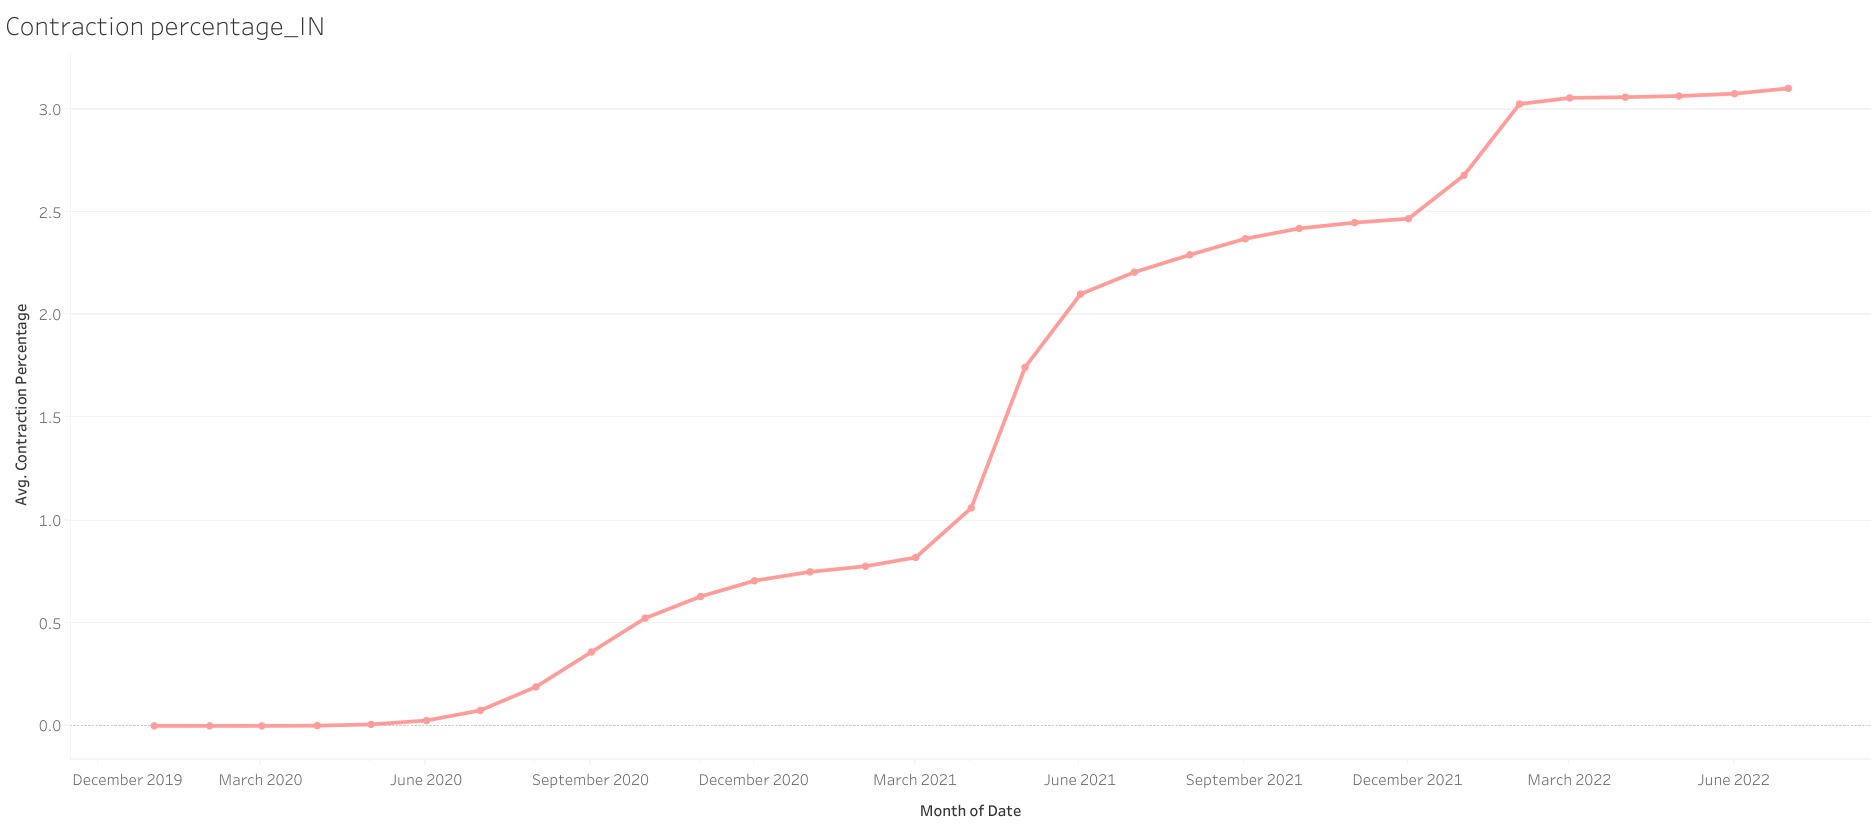 Contraction percentage_IN
3.0
2.5
2.0
1.5
1.0
0.5
0.0
Avg. Contraction Percentage
December 2019 March 2020 June 2020 September 2020 December 2020 March 2021 June 2021 September 2021 December 2021 March 2022 June 2022
Month of Date